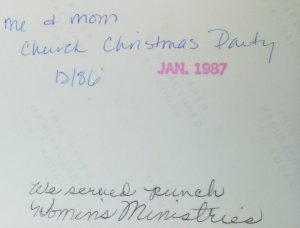 me & mom
Church Christmas Party
12/86
JAN. 1987
We served punch
Women's Ministries